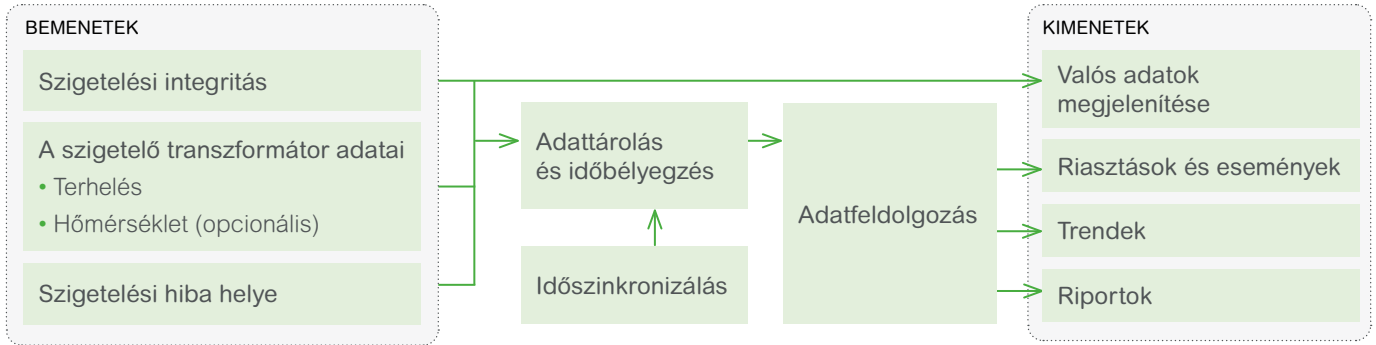 BEMENETEK
Szigetelési integritás
A szigetelő transzformátor adatai
• Terhelés
• Hőmérséklet (opcionális)
Szigetelési hiba helye
Adattárolás
és időbélyegzés
Időszinkronizálás
Adatfeldolgozás
KIMENETEK
Valós adatok
megjelenítése
Riasztások és események
Trendek
Riportok